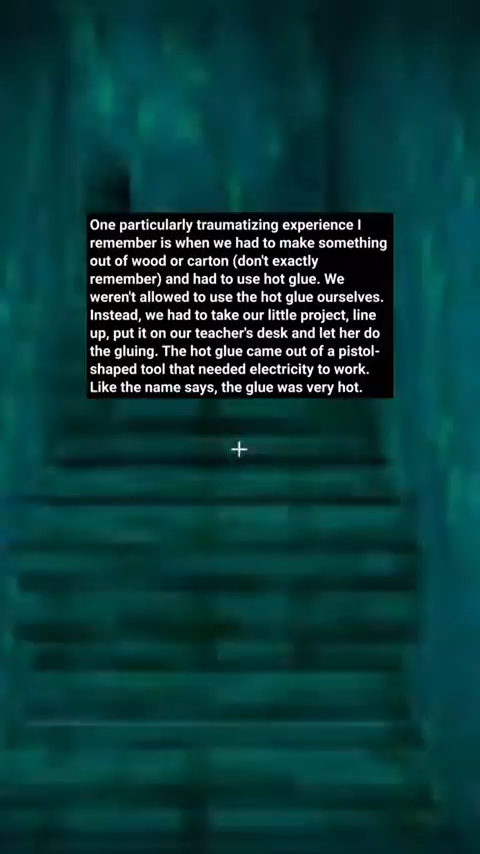 One particularly traumatizing experience I
remember is when we had to make something
out of wood or carton (don't exactly
remember) and had to use hot glue. We
weren't allowed to use the hot glue ourselves.
Instead, we had to take our little project, line
up, put it on our teacher's desk and let her do
the gluing. The hot glue came out of a pistol-
shaped tool that needed electricity to work.
Like the name says, the glue was very hot.